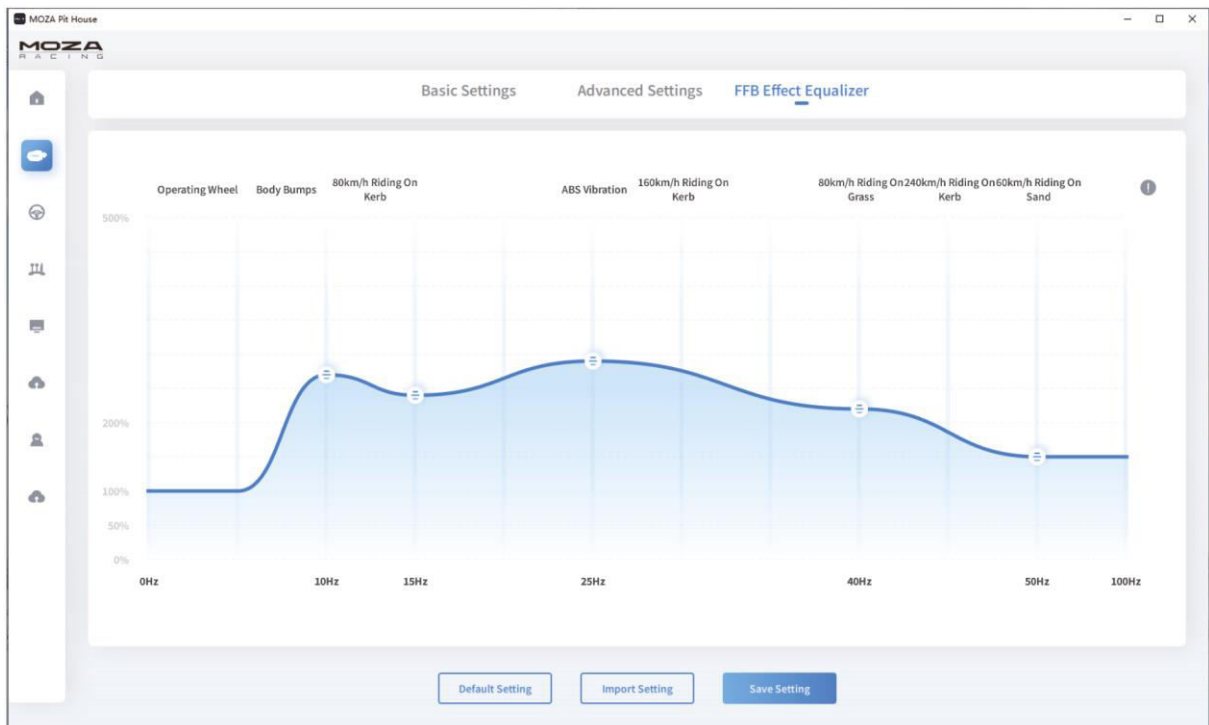 MOZA Pit House
MOZA
RACING
Basic Settings Advanced Settings FFB Effect Equalizer
Operating Wheel Body Bumps 80km/h Riding On ABS Vibration 160km/h Riding On 80km/h Riding On 240km/h Riding On 60km/h Riding On
Kerb Kerb Grass Kerb Sand
500%
200%
100%
50%
0%
0Hz 10Hz 15Hz 25Hz 40Hz 50Hz 100Hz
Default Setting Import Setting Save Setting